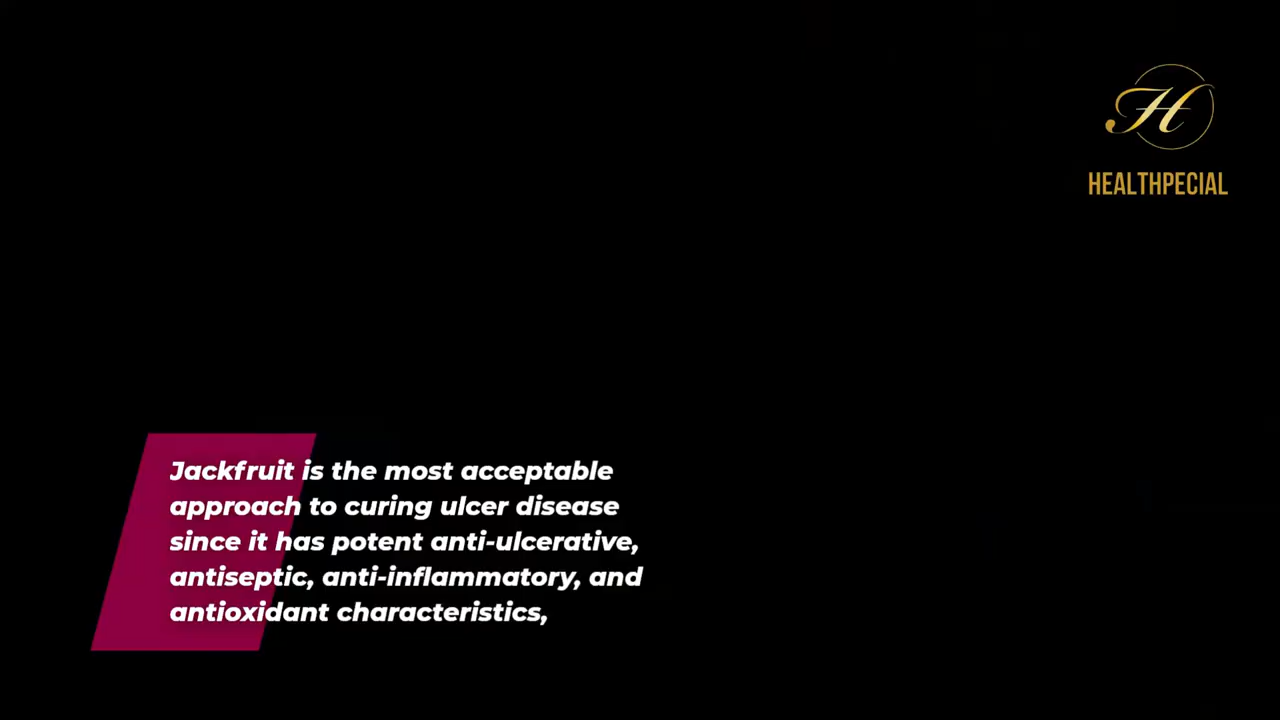 H
HEALTHPECIAL
Jackfruit is the most acceptable
approach to curing ulcer disease
since it has potent anti-ulcerative,
antiseptic, anti-inflammatory, and
antioxidant characteristics,